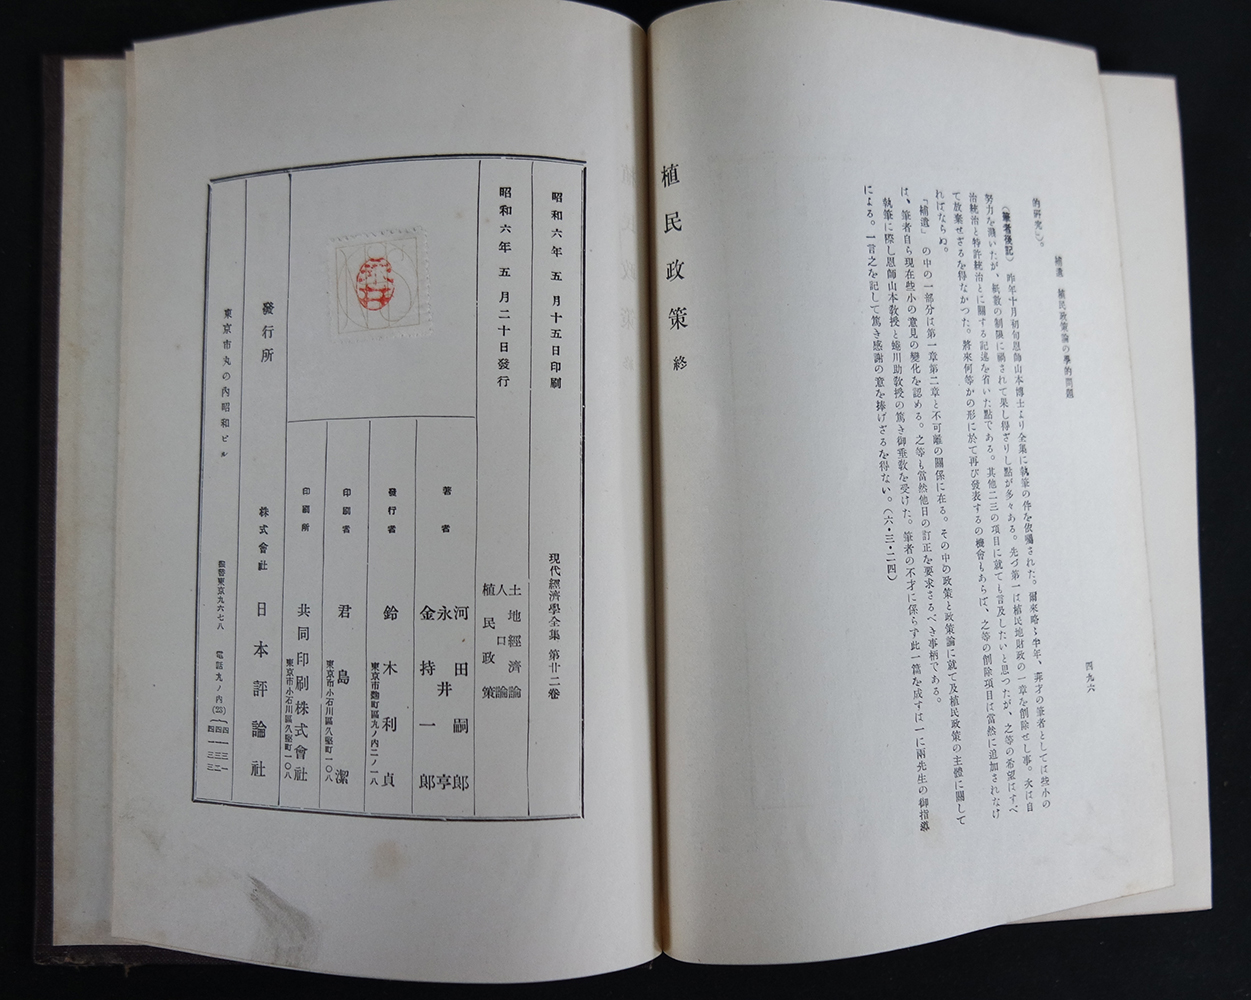 補遺 植民政策論の學的問題
四九六
的研究』)。
(筆者後記) 昨年十月初旬恩師山本博士より全集に執筆の件を依囑された。爾來略〻半年、菲才の筆者としては些小の
努力を漑いたが、紙數の制限に禍されて果し得ざりし點が多々ある。先づ第一は植民地財政の一章を削除せし事。次は自
治統治と特許統治とに關する記述を省いた點である。其他二三の項目に就ても言及したいと思つたが、之等の希望はすべ
て放棄せざるを得なかつた。將來何等かの形に於て再び發表するの機會もあらば、之等の削除項目は當然に追加されなけ
ればならぬ。
『補遺』の中の一部分は第一章第二章と不可離の關係に在る。その中の政策と政策論に就て及植民政策の主體に關して
は、筆者自ら現在些小の意見の變化を認める。之等も當然他日の訂正を要求さるべき事柄である。
執筆に際し恩師山本教授と蜷川助教授の篤き御垂敎を受けた。筆者の不才に係らず此一篇を成すは一に兩先生の御指導
による。一言之を記して篤き感謝の意を捧げざるを得ない。(六・三・二四)
植民政策 終
昭和六年五月十五日印刷
昭和六年五月二十日發行
現代經濟學全集 第廿二卷
土地經濟論
人口論
植民政策
著者
河田嗣郎
永井亨
金持一郎
發行者 鈴木利貞
東京市麴町區丸ノ內二ノ一八
印刷者 君島潔
東京市小石川區久堅町一〇八
印刷所 共同印刷株式會社
東京市小石川區久堅町一〇八
發行所 株式會社 日本評論社
東京市丸の內昭和ビル
振替東京九六七八 電話丸ノ內(23)